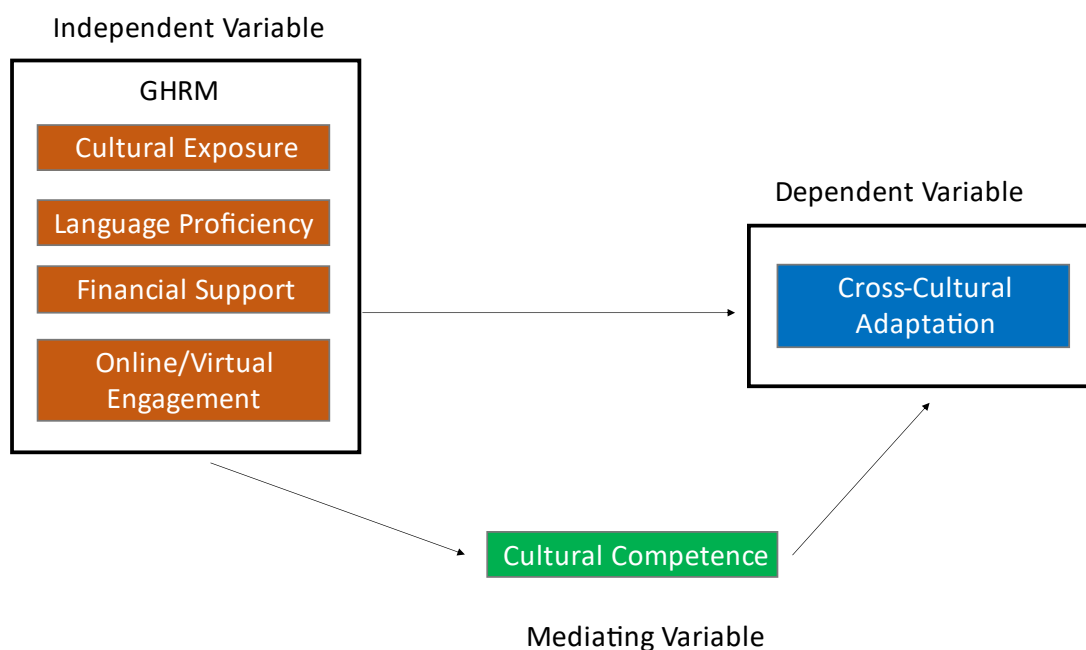 Independent Variable
GHRM
Cultural Exposure
Language Proficiency
Financial Support
Online/Virtual
Engagement
Dependent Variable
Cross-Cultural
Adaptation
Cultural Competence
Mediating Variable